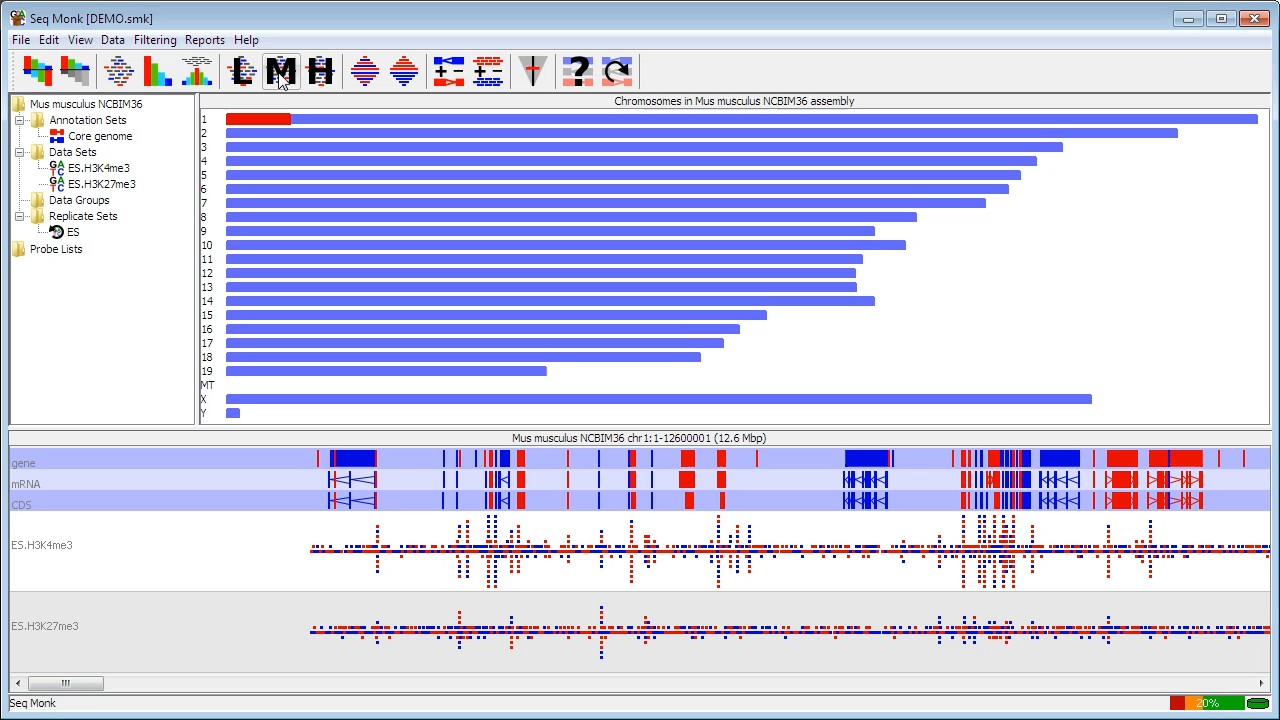 Seq Monk [DEMO.smk]
File Edit View Data Filtering Reports Help
L M H ?
Mus musculus NCBIM36
Annotation Sets
Core genome
Data Sets
ES.H3K4me3
ES.H3K27me3
Data Groups
Replicate Sets
ES
Probe Lists
Chromosomes in Mus musculus NCBIM36 assembly
1
2
3
4
5
6
7
8
9
10
11
12
13
14
15
16
17
18
19
MT
X
Y
Mus musculus NCBIM36 chr1:1-12600001 (12.6 Mbp)
gene
mRNA
CDS
ES.H3K4me3
ES.H3K27me3
Seq Monk 20%